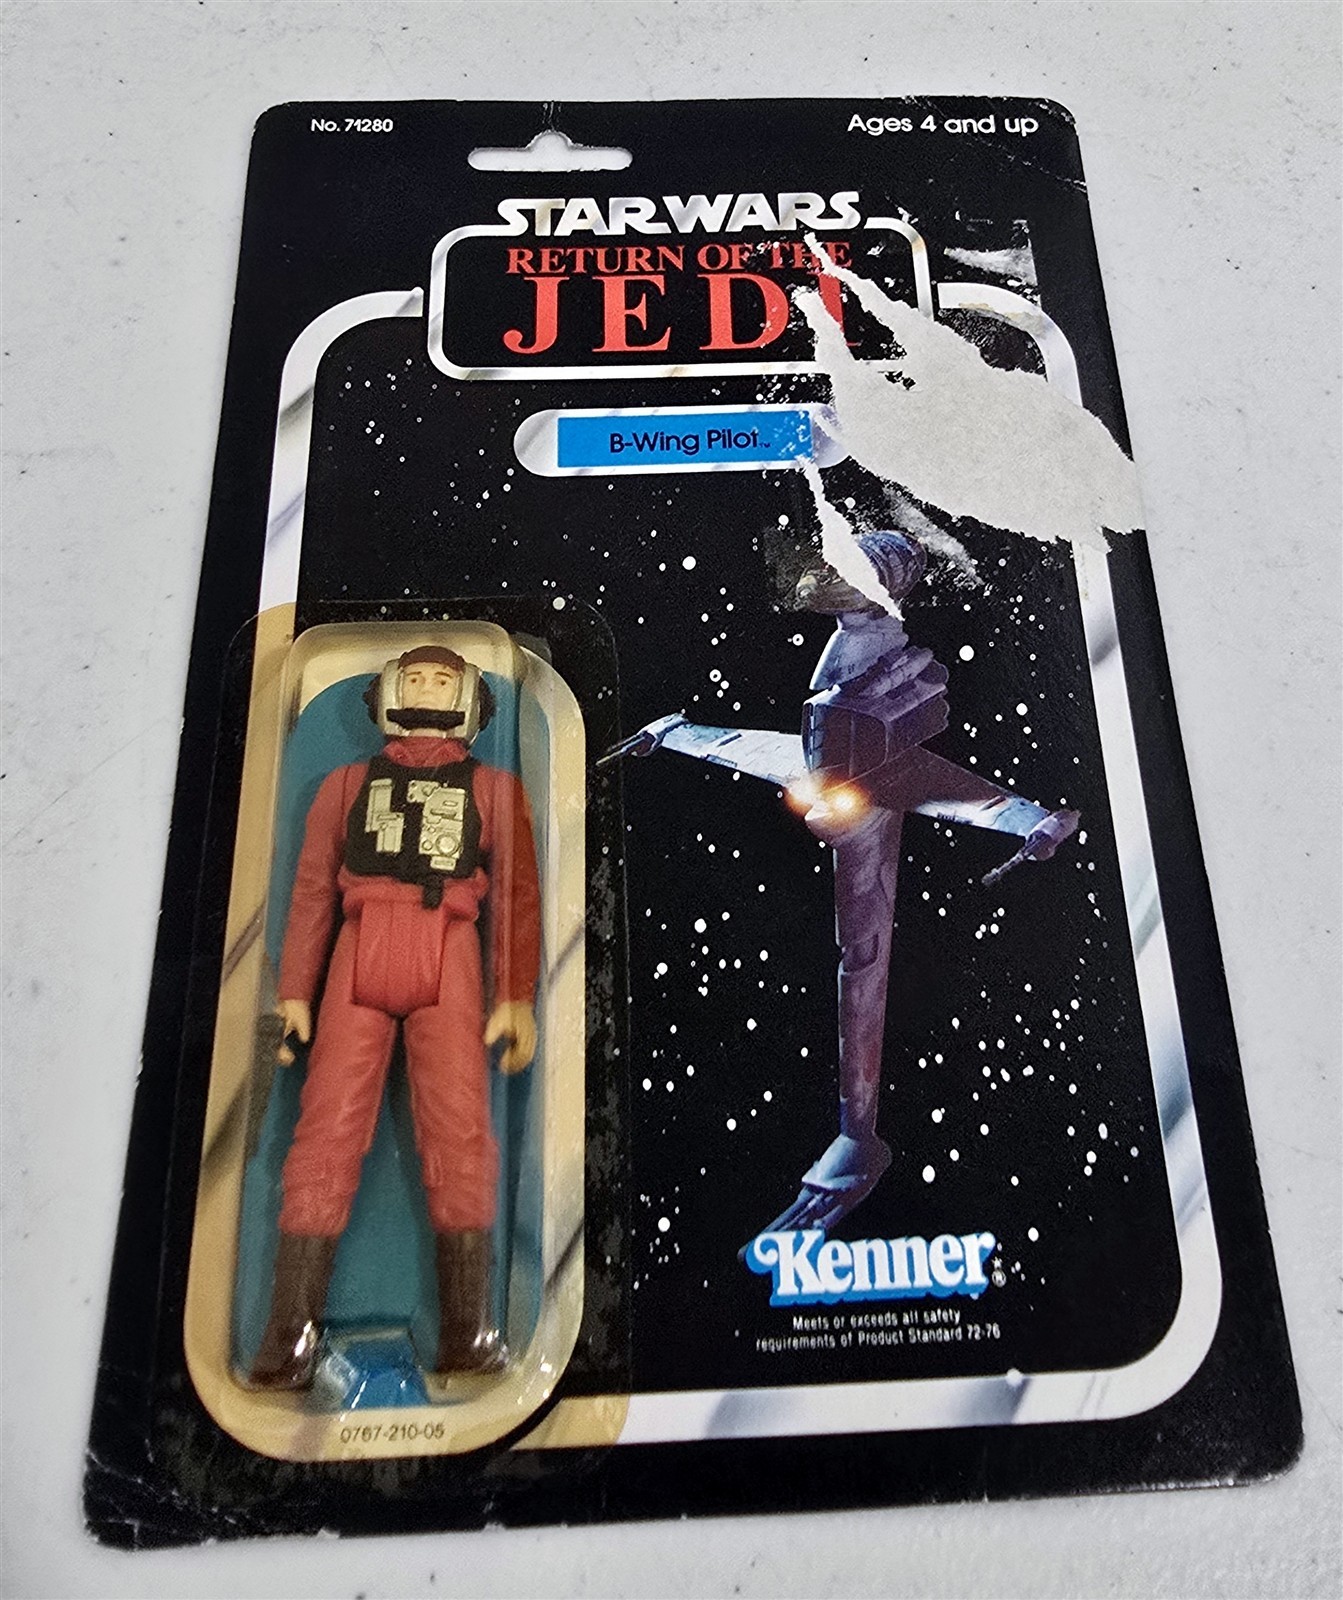 No. 71280
Ages 4 and up
STAR WARS
RETURN OF THE
JEDI
B-Wing Pilot™
Kenner®
Meets or exceeds all safety
requirements of Product Standard 72-76
0767-210-05